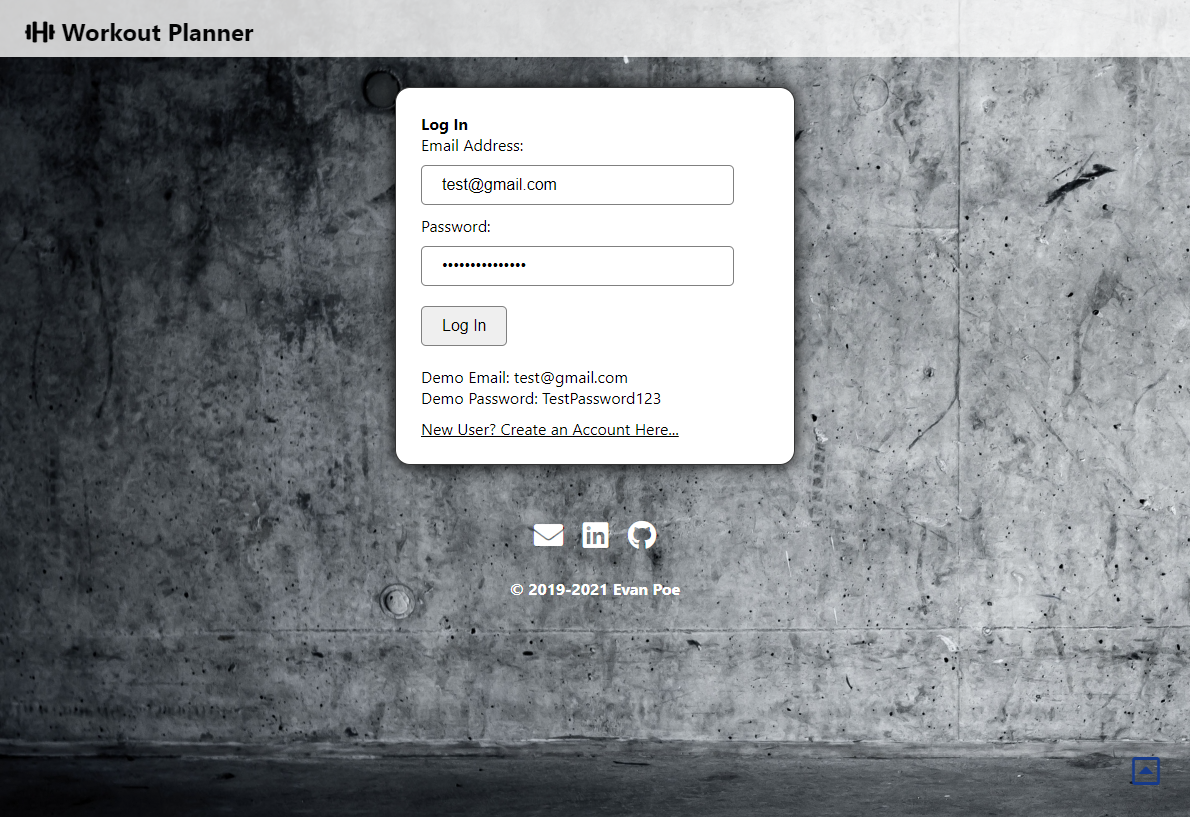 Workout Planner
Log In
Email Address:
test@gmail.com
Password:
•••••••••••••••
Log In
Demo Email: test@gmail.com
Demo Password: TestPassword123
New User? Create an Account Here...
in
© 2019-2021 Evan Poe